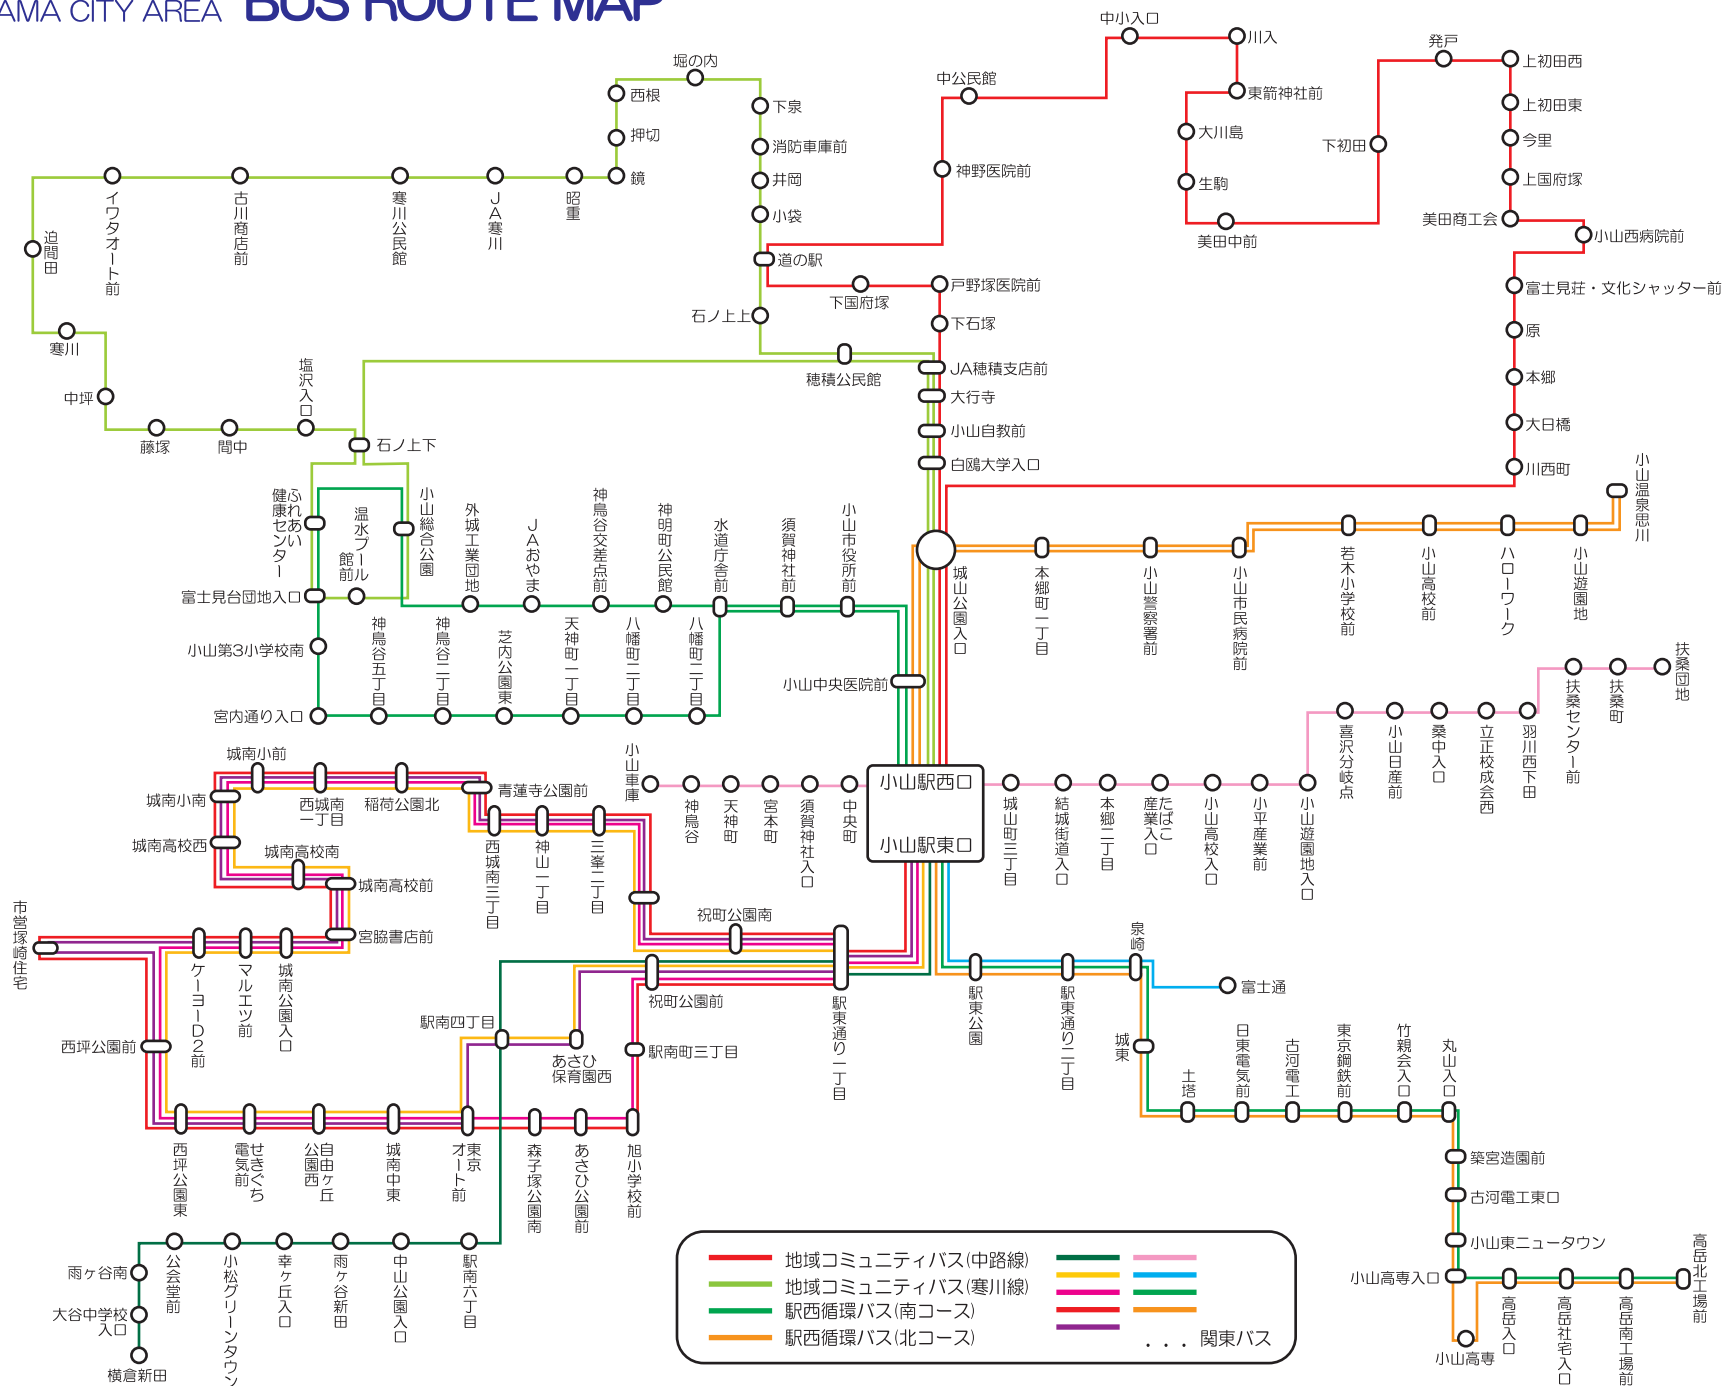 AMA CITY AREA BUS ROUTE MAP
中小入口
川入
中公民館
東箭神社前
大川島
生駒
美田中前
神野医院前
発戸
下初田
上初田西
上初田東
今里
上国府塚
美田商工会
小山西病院前
富士見荘・文化シャッター前
原
本郷
大日橋
川西町
堀の内
西根
押切
鏡
下泉
消防車庫前
井岡
小袋
道の駅
石ノ上上
下国府塚
戸野塚医院前
下石塚
穂積公民館
JA穂積支店前
大行寺
小山自教前
白鴎大学入口
迫間田
イワタオート前
古川商店前
寒川公民館
JA寒川
昭重
寒川
中坪
藤塚
間中
塩沢入口
石ノ上下
ふれあい健康センター
温水プール館前
小山総合公園
富士見台団地入口
小山第3小学校南
宮内通り入口
外城工業団地
JAおやま
神鳥谷交差点前
神明町公民館
水道庁舎前
須賀神社前
小山市役所前
神鳥谷五丁目
神鳥谷二丁目
芝内公園東
天神町一丁目
八幡町二丁目
八幡町二丁目
小山中央医院前
城山公園入口
本郷町一丁目
小山警察署前
小山市民病院前
若木小学校前
小山高校前
ハローワーク
小山遊園地
小山温泉思川
扶桑団地
扶桑町
扶桑センター前
羽川西下田
立正校成会西
桑中入口
小山日産前
喜沢分岐点
小山車庫
神鳥谷
天神町
宮本町
須賀神社入口
中央町
小山駅西口
小山駅東口
城山町三丁目
結城街道入口
本郷二丁目
たばこ産業入口
小山高校入口
小平産業前
小山遊園地入口
城南小前
城南小南
城南高校西
城南高校南
城南高校前
宮脇書店前
西城南一丁目
稲荷公園北
青蓮寺公園前
西城南三丁目
神山一丁目
三峯二丁目
祝町公園南
祝町公園前
市営塚崎住宅
ケーヨーD2前
マルエツ前
城南公園入口
西坪公園前
駅南四丁目
あさひ保育園西
駅南町三丁目
駅東通り一丁目
駅東公園
駅東通り二丁目
泉崎
富士通
城東
土塔
日東電気前
古河電工
東京鋼鉄前
竹親会入口
丸山入口
築宮造園前
古河電工東口
小山東ニュータウン
小山高専入口
小山高専
高岳入口
高岳社宅入口
高岳南工場前
高岳北工場前
西坪公園東
せきぐち電気前
自由ヶ丘公園西
城南中東
東京オート前
森子塚公園南
あさひ公園前
旭小学校前
雨ヶ谷南
大谷中学校入口
横倉新田
公会堂前
小松グリーンタウン
幸ヶ丘入口
雨ヶ谷新田
中山公園入口
駅南六丁目
地域コミュニティバス(中路線)
地域コミュニティバス(寒川線)
駅西循環バス(南コース)
駅西循環バス(北コース)
. . . 関東バス